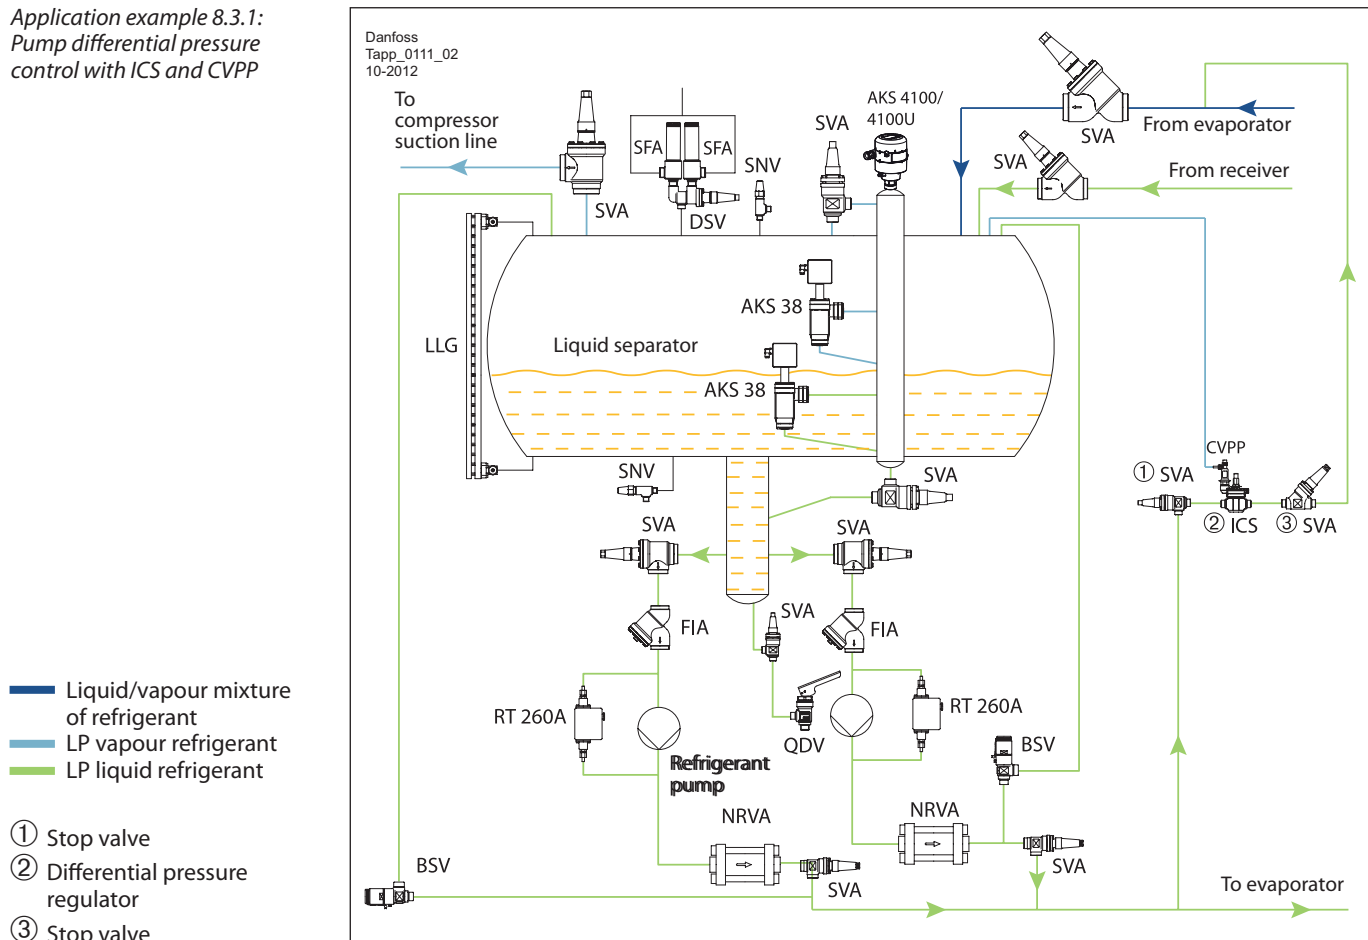 Application example 8.3.1:
Pump differential pressure
control with ICS and CVPP
Danfoss
Tapp_0111_02
10-2012
To
compressor
suction line
SFA
SFA
SNV
SVA
AKS 4100/
4100U
SVA
From evaporator
SVA
From receiver
SVA
DSV
AKS 38
LLG
Liquid separator
AKS 38
CVPP
SNV
SVA
① SVA
② ICS
③ SVA
SVA
SVA
FIA
SVA
FIA
RT 260A
QDV
RT 260A
BSV
Refrigerant
pump
NRVA
NRVA
BSV
SVA
SVA
To evaporator
Liquid/vapour mixture
of refrigerant
LP vapour refrigerant
LP liquid refrigerant
① Stop valve
② Differential pressure
regulator
③ Stop valve